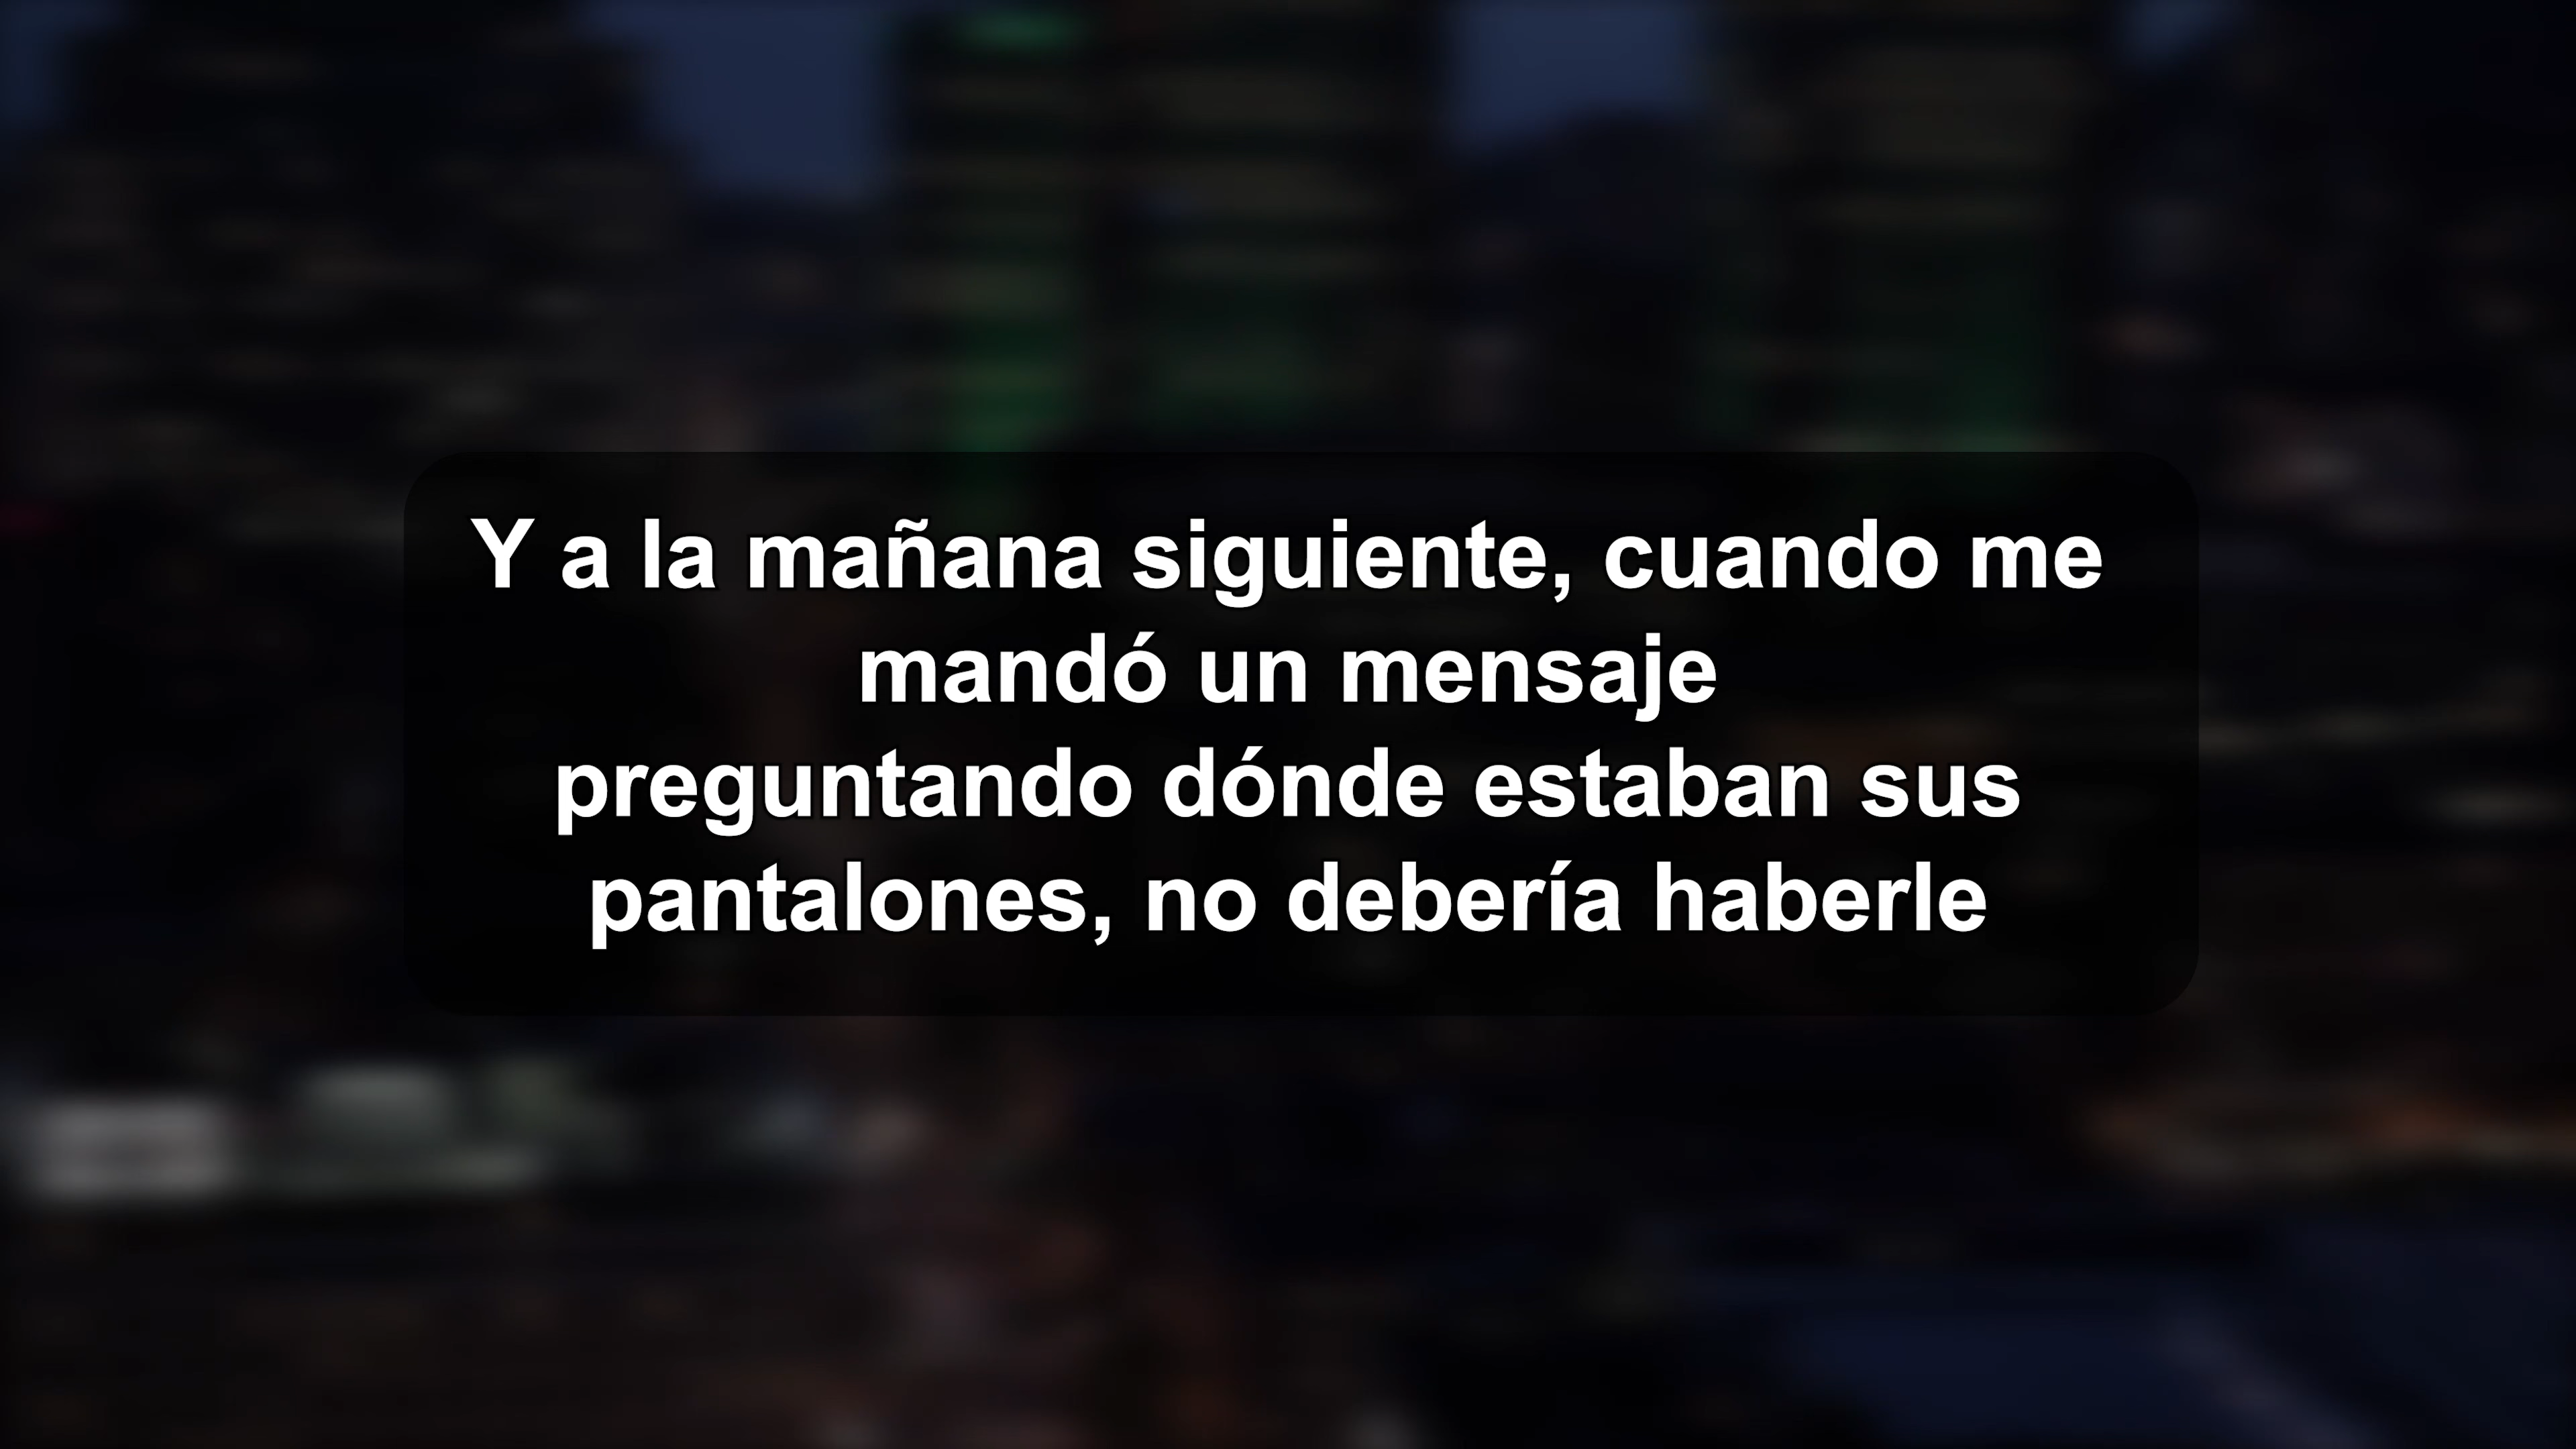 Y a la mañana siguiente, cuando me
mandó un mensaje
preguntando dónde estaban sus
pantalones, no debería haberle